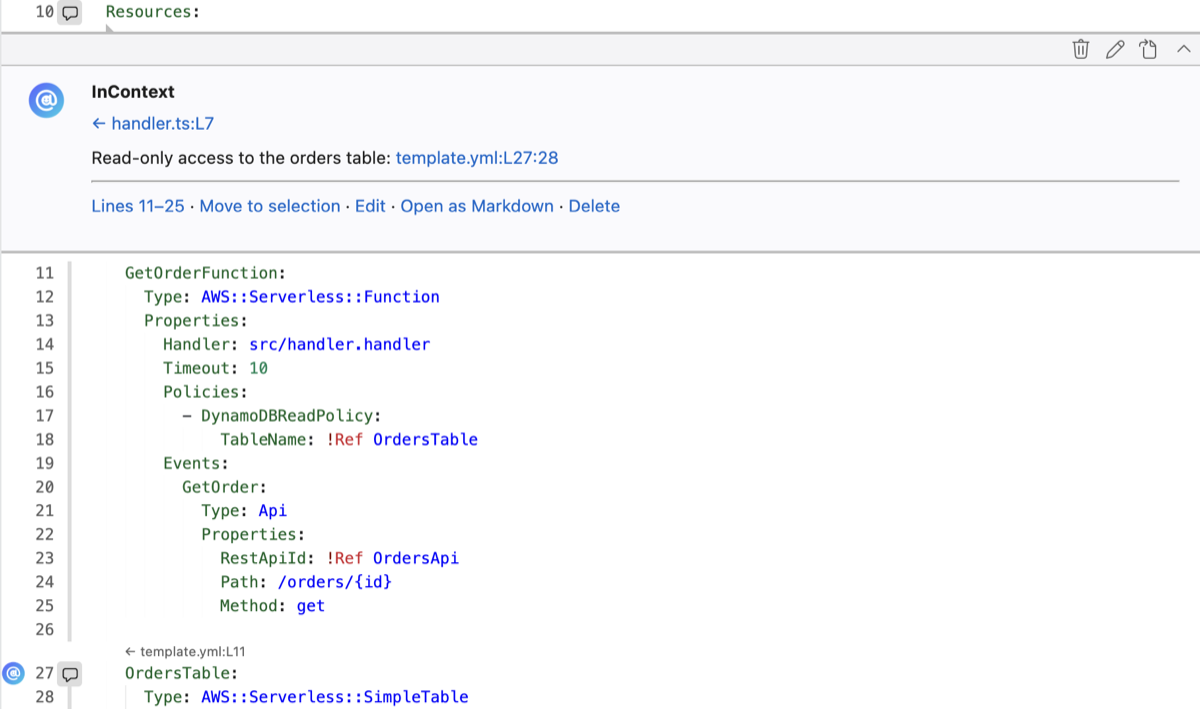 10 Resources:
InContext
← handler.ts:L7
Read-only access to the orders table: template.yml:L27:28
Lines 11–25 · Move to selection · Edit · Open as Markdown · Delete
11 GetOrderFunction:
12 Type: AWS::Serverless::Function
13 Properties:
14 Handler: src/handler.handler
15 Timeout: 10
16 Policies:
17 - DynamoDBReadPolicy:
18 TableName: !Ref OrdersTable
19 Events:
20 GetOrder:
21 Type: Api
22 Properties:
23 RestApiId: !Ref OrdersApi
24 Path: /orders/{id}
25 Method: get
26
← template.yml:L11
27 OrdersTable:
28 Type: AWS::Serverless::SimpleTable